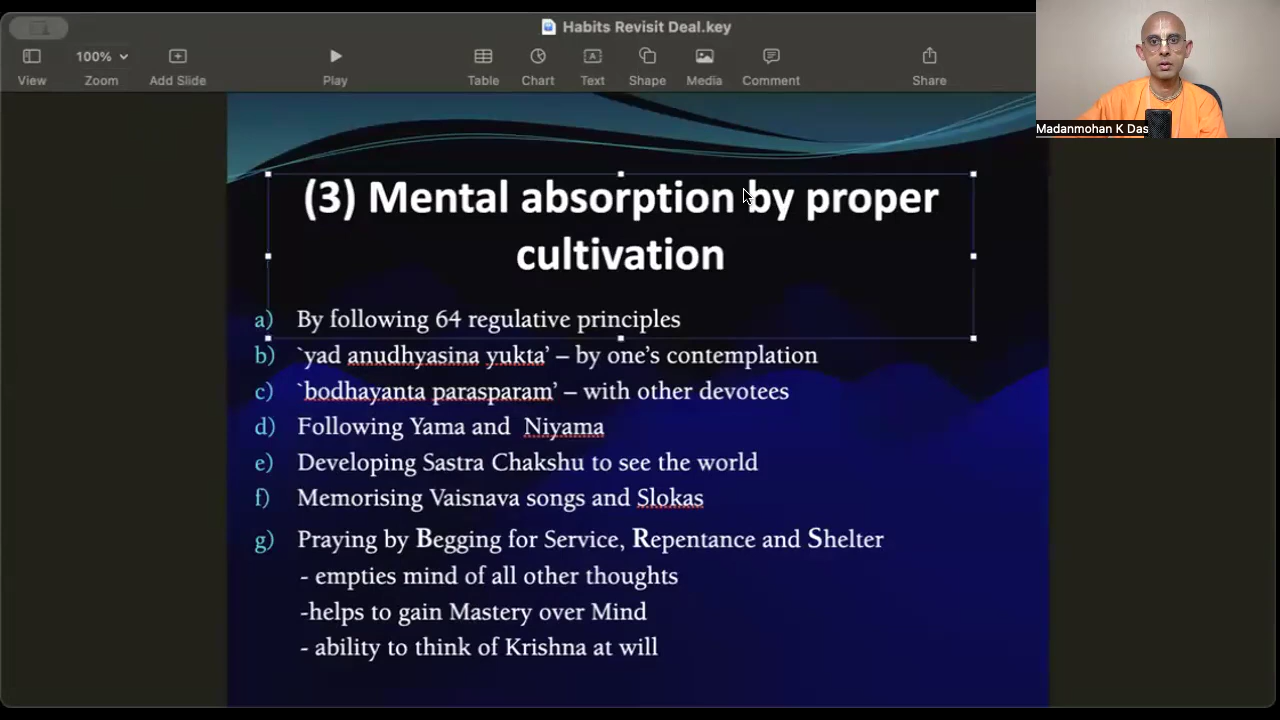 Habits Revisit Deal.key
100%
View Zoom Add Slide Play Table Chart Text Shape Media Comment Share
Madanmohan K Das
(3) Mental absorption by proper
cultivation
a) By following 64 regulative principles
b) `yad anudhyasina yukta’ – by one’s contemplation
c) `bodhayanta parasparam’ – with other devotees
d) Following Yama and Niyama
e) Developing Sastra Chakshu to see the world
f) Memorising Vaisnava songs and Slokas
g) Praying by Begging for Service, Repentance and Shelter
- empties mind of all other thoughts
-helps to gain Mastery over Mind
- ability to think of Krishna at will